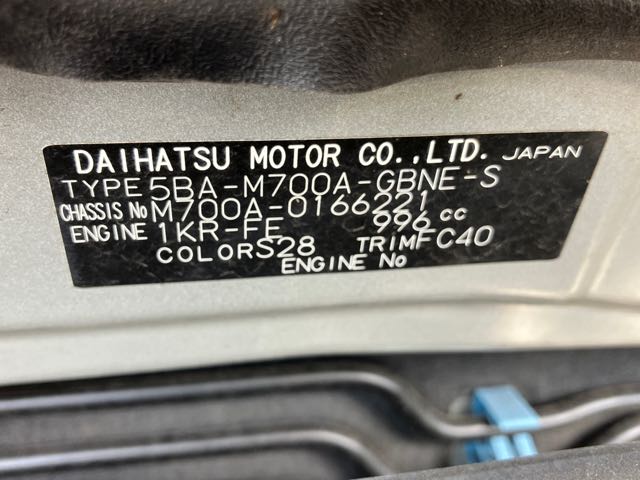 DAIHATSU MOTOR CO.,LTD. JAPAN
TYPE 5BA-M700A-GBNE-S
CHASSIS No M700A-0166221
ENGINE 1KR-FE 996 cc
COLOR S28 TRIM FC40
ENGINE No